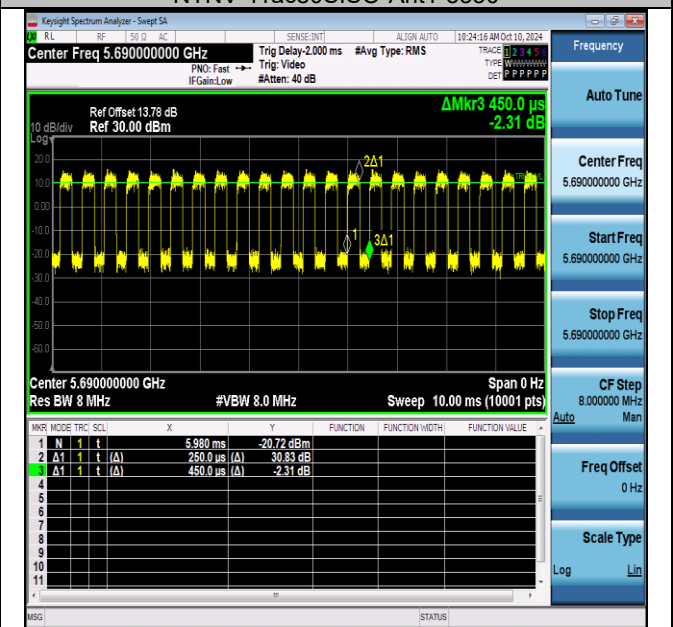 Keysight Spectrum Analyzer - Swept SA
RL RF 50 Ω AC SENSE:INT ALIGN AUTO 10:24:16 AM Oct 10, 2024
Center Freq 5.690000000 GHz
PNO: Fast
IFGain:Low
Trig Delay-2.000 ms
Trig: Video
#Atten: 40 dB
#Avg Type: RMS
TRACE 1 2 3 4 5 6
TYPE
DET P P P P P P
Frequency
Auto Tune
Center Freq
5.690000000 GHz
Start Freq
5.690000000 GHz
Stop Freq
5.690000000 GHz
CF Step
8.000000 MHz
Auto Man
Freq Offset
0 Hz
Scale Type
Log Lin
Ref Offset 13.78 dB
10 dB/div Ref 30.00 dBm
Log
ΔMkr3 450.0 µs
-2.31 dB
20.0
10.0
0.00
-10.0
-20.0
-30.0
-40.0
-50.0
-60.0
2Δ1
1
3Δ1
Center 5.690000000 GHz Span 0 Hz
Res BW 8 MHz #VBW 8.0 MHz Sweep 10.00 ms (10001 pts)
MKR MODE TRC SCL X Y FUNCTION FUNCTION WIDTH FUNCTION VALUE
1 N 1 t 5.980 ms -20.72 dBm
2 Δ1 1 t (Δ) 250.0 µs (Δ) 30.83 dB
3 Δ1 1 t (Δ) 450.0 µs (Δ) -2.31 dB
4
5
6
7
8
9
10
11
MSG STATUS